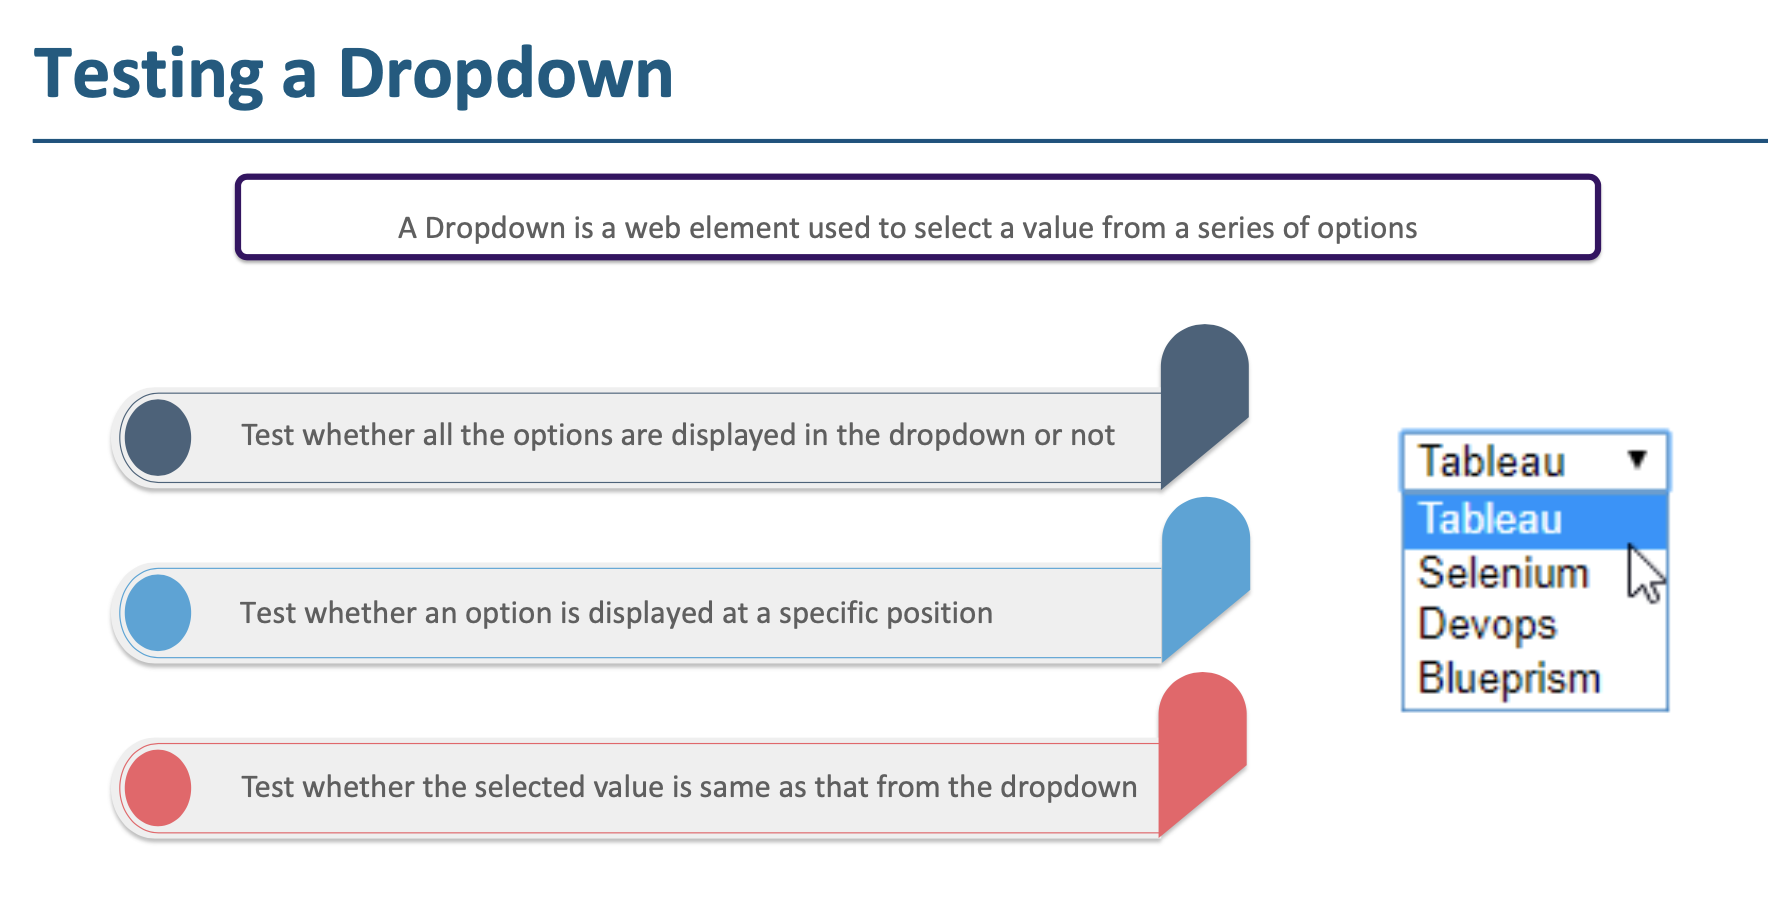 Testing a Dropdown
A Dropdown is a web element used to select a value from a series of options
Test whether all the options are displayed in the dropdown or not
Test whether an option is displayed at a specific position
Test whether the selected value is same as that from the dropdown
Tableau ▼
Tableau
Selenium
Devops
Blueprism